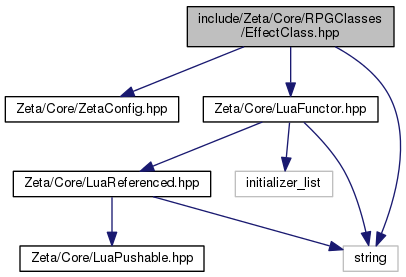 include/Zeta/Core/RPGClasses
/EffectClass.hpp
Zeta/Core/ZetaConfig.hpp
Zeta/Core/LuaFunctor.hpp
Zeta/Core/LuaReferenced.hpp
initializer_list
Zeta/Core/LuaPushable.hpp
string